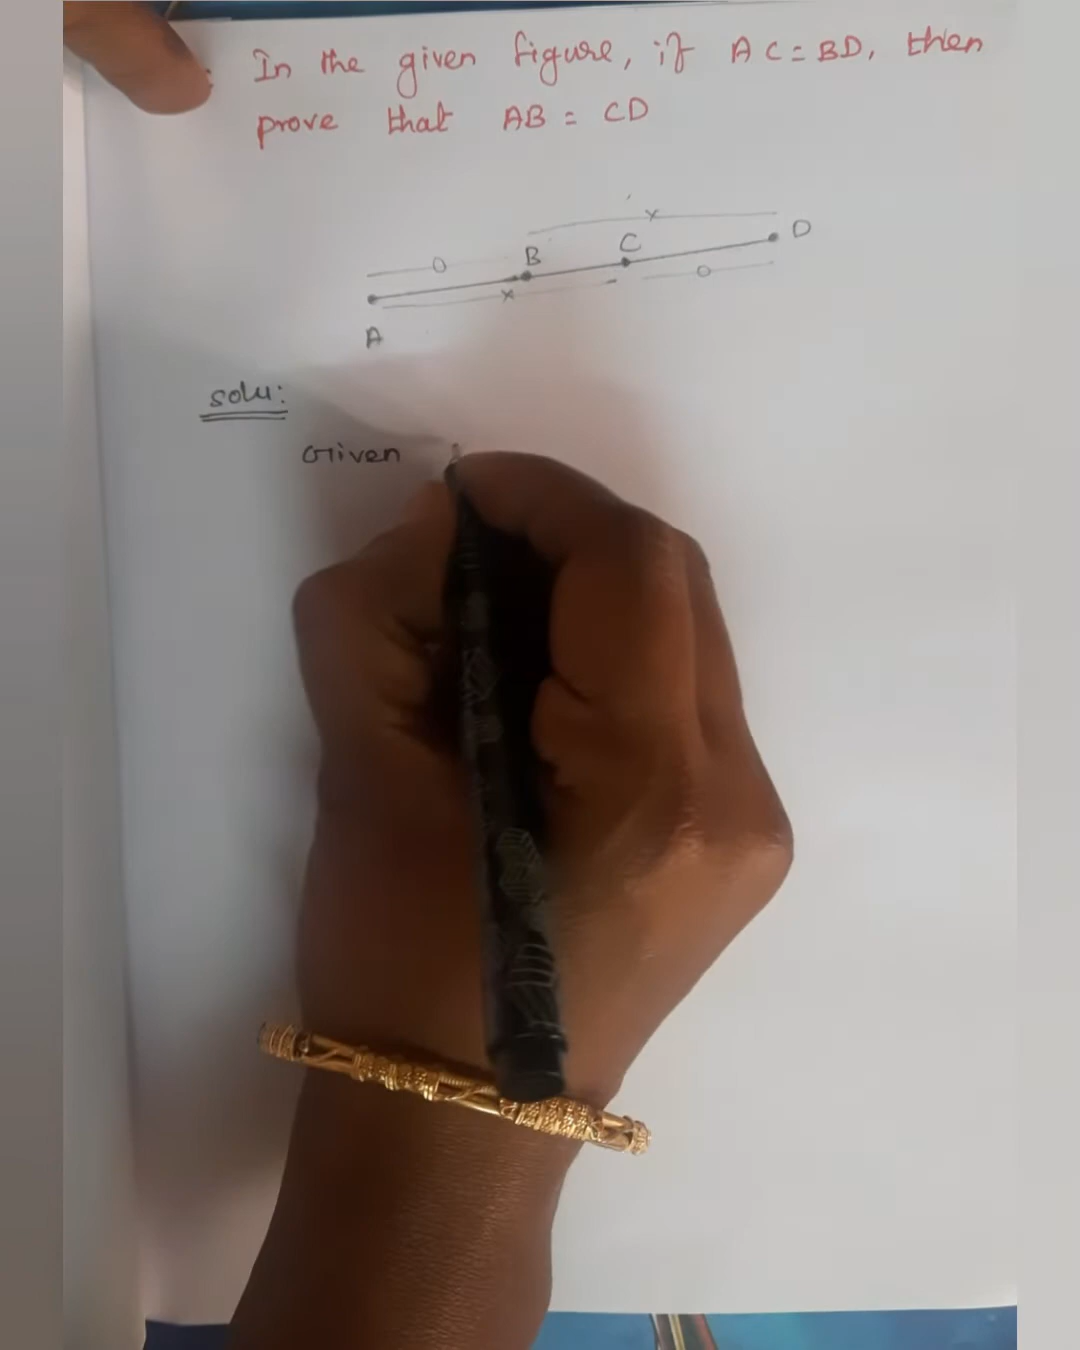 In the given figure, if AC = BD, then
prove that AB = CD
x
C
D
B
o
o
x
A
solu:
Given